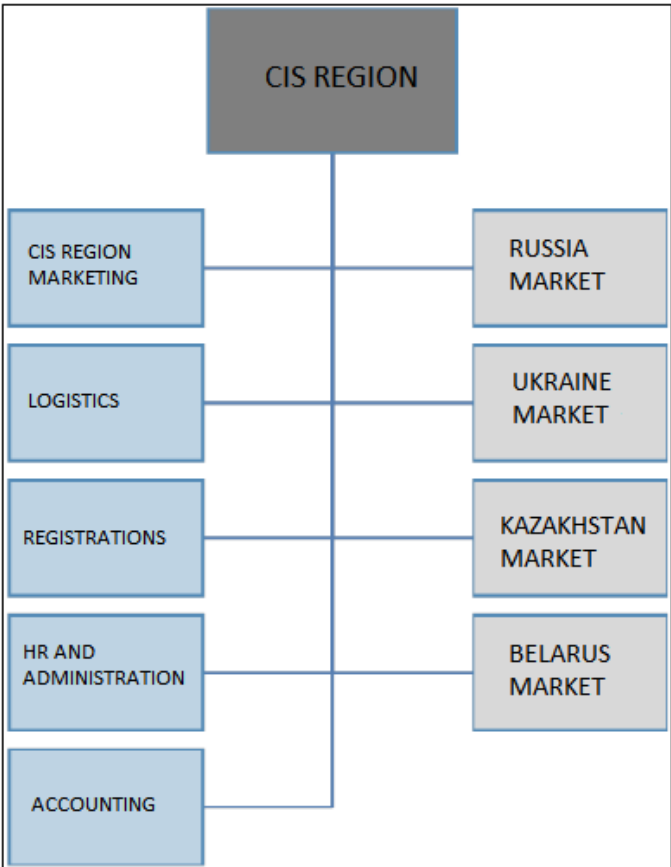 CIS REGION
CIS REGION
MARKETING
RUSSIA
MARKET
LOGISTICS
UKRAINE
MARKET
REGISTRATIONS
KAZAKHSTAN
MARKET
HR AND
ADMINISTRATION
BELARUS
MARKET
ACCOUNTING